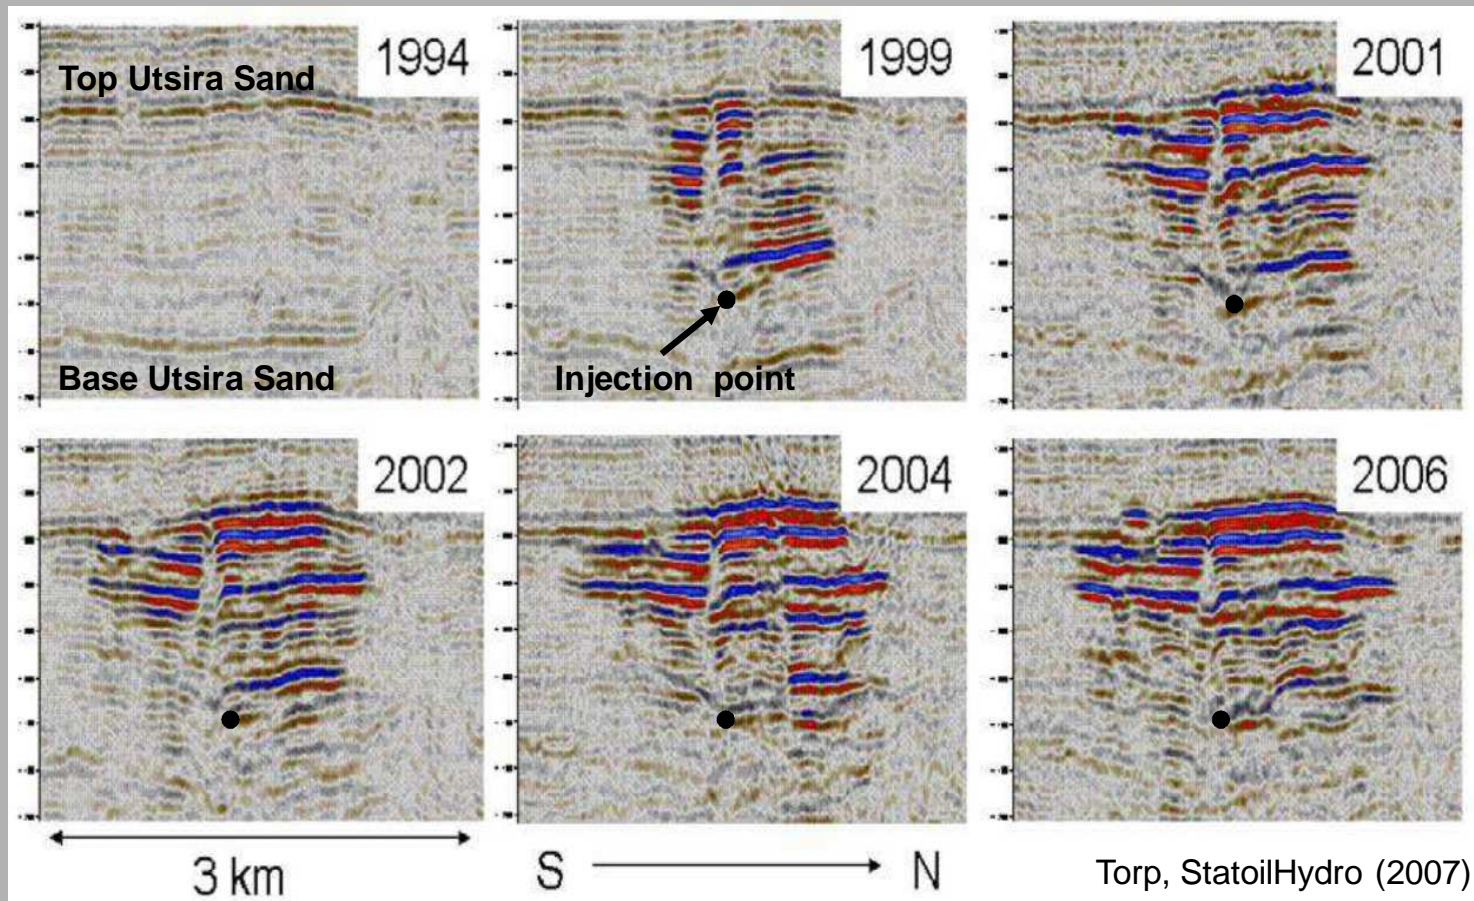 1994
Top Utsira Sand
Base Utsira Sand
1999
Injection point
2001
2002
2004
2006
3 km
S N
Torp, StatoilHydro (2007)